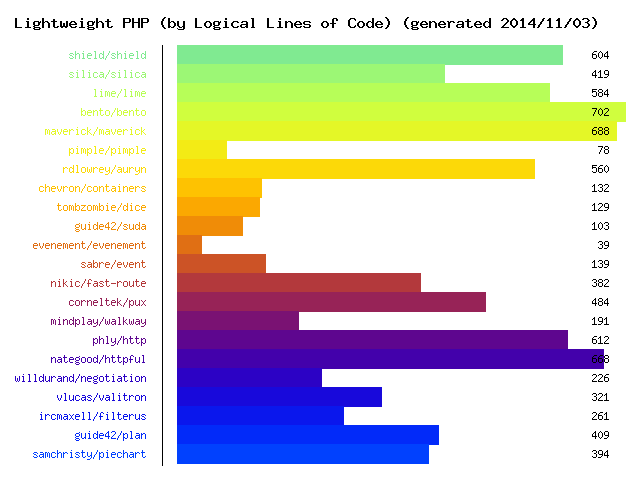 Lightweight PHP (by Logical Lines of Code) (generated 2014/11/03)
shield/shield 604
silica/silica 419
lime/lime 584
bento/bento 702
maverick/maverick 688
pimple/pimple 78
rdlowrey/auryn 560
chevron/containers 132
tombzombie/dice 129
guide42/suda 103
evenement/evenement 39
sabre/event 139
nikic/fast-route 382
corneltek/pux 484
mindplay/walkway 191
phly/http 612
nategood/httpful 668
willdurand/negotiation 226
vlucas/valitron 321
ircmaxell/filterus 261
guide42/plan 409
samchristy/piechart 394